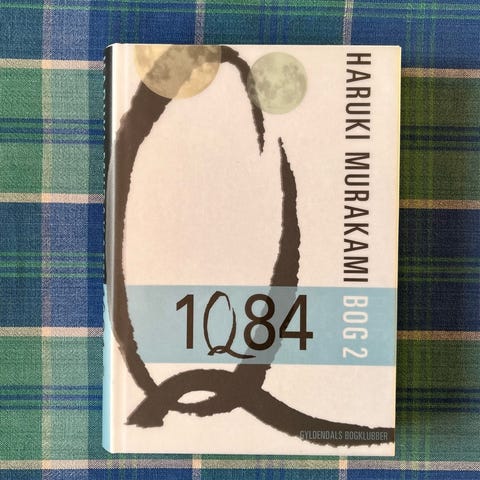 HARUKI MURAKAMI BOG 2
1Q84
GYLDENDALS BOGKLUBBER